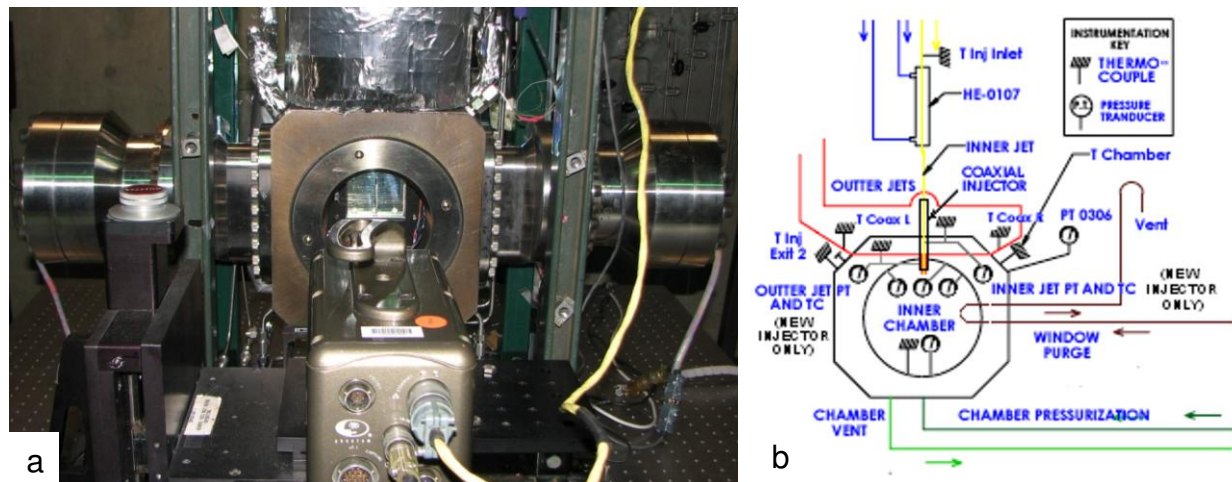 a
T Inj Inlet
HE-0107
INNER JET
COAXIAL
INJECTOR
OUTTER JETS
T Chamber
INSTRUMENTATION
KEY
THERMO-
COUPLE
P.T.
PRESSURE
TRANDUCER
T Coax L
T Coax R
PT 0306
Vent
T Inj
Exit 2
OUTTER JET PT
AND TC
(NEW
INJECTOR
ONLY)
INNER JET PT AND TC
(NEW
INJECTOR
ONLY)
INNER
CHAMBER
WINDOW
PURGE
CHAMBER
VENT
CHAMBER PRESSURIZATION
b